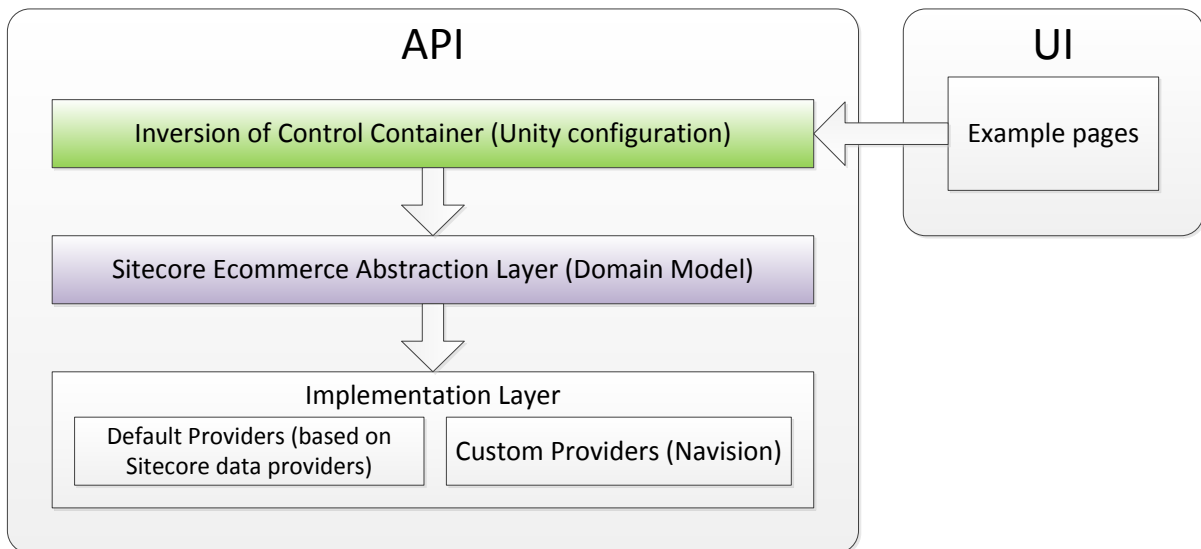 API
UI
Inversion of Control Container (Unity configuration)
Example pages
Sitecore Ecommerce Abstraction Layer (Domain Model)
Implementation Layer
Default Providers (based on
Sitecore data providers)
Custom Providers (Navision)